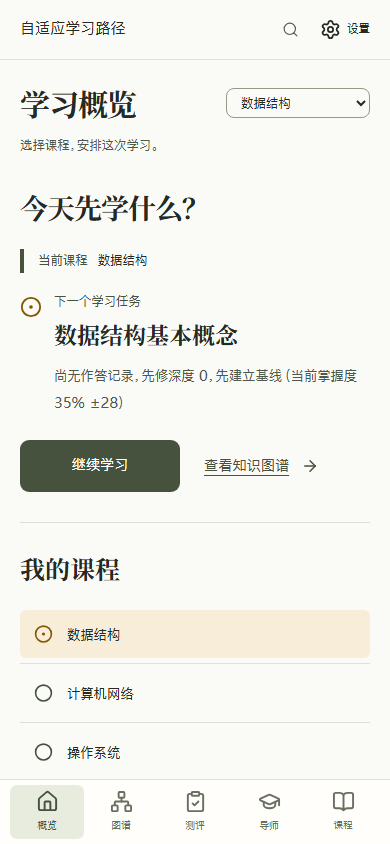 自适应学习路径
设置
学习概览
数据结构
选择课程，安排这次学习。
今天先学什么？
当前课程 数据结构
下一个学习任务
数据结构基本概念
尚无作答记录，先修深度 0，先建立基线（当前掌握度
35% ±28）
继续学习
查看知识图谱
我的课程
数据结构
计算机网络
操作系统
概览
图谱
测评
导师
课程